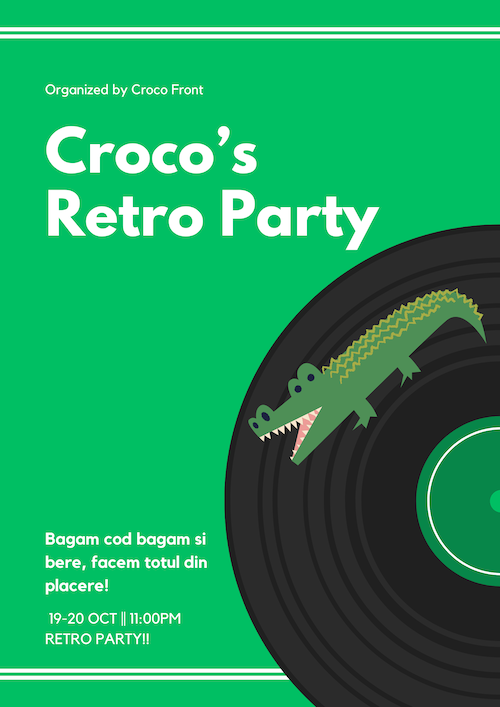 Organized by Croco Front
Croco’s
Retro Party
Bagam cod bagam si
bere, facem totul din
placere!
19-20 OCT || 11:00PM
RETRO PARTY!!